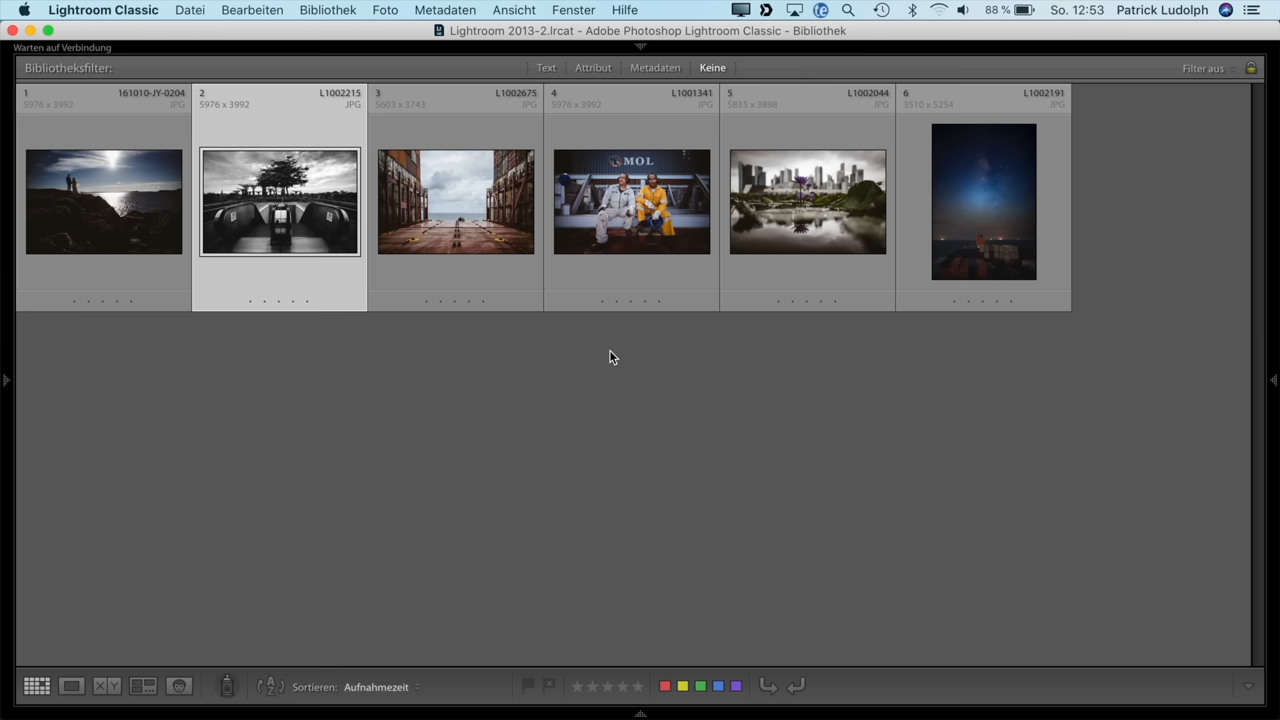 Lightroom Classic Datei Bearbeiten Bibliothek Foto Metadaten Ansicht Fenster Hilfe 88 % So. 12:53 Patrick Ludolph
Lightroom 2013-2.lrcat - Adobe Photoshop Lightroom Classic - Bibliothek
Warten auf Verbindung
Bibliotheksfilter: Text Attribut Metadaten Keine Filter aus
1 161010-JY-0204 2 L1002215 3 L1002675 4 L1001341 5 L1002044 6 L1002191
5976 x 3992 JPG 5976 x 3992 JPG 5603 x 3743 JPG 5976 x 3992 JPG 5835 x 3898 JPG 3510 x 5254 JPG
MOL
Sortieren: Aufnahmezeit